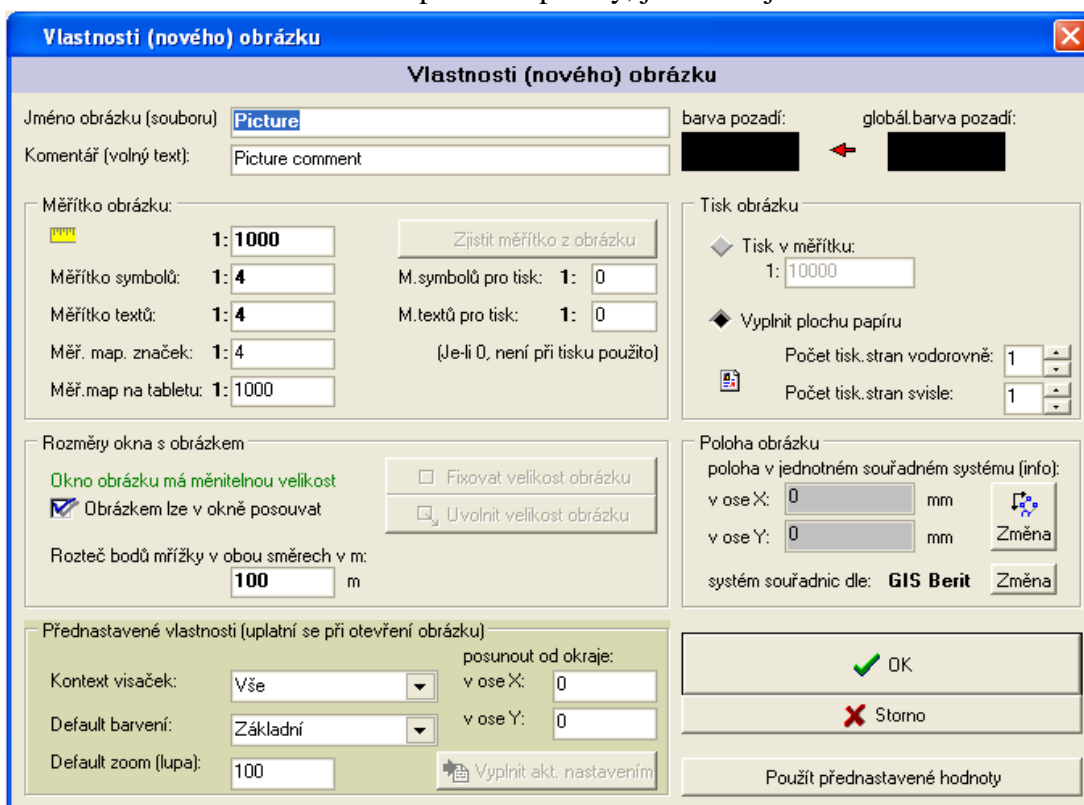 Vlastnosti (nového) obrázku
Vlastnosti (nového) obrázku
Jméno obrázku (souboru) Picture
barva pozadí: globál.barva pozadí:
Komentář (volný text): Picture comment
Měřítko obrázku:
1: 1000 Zjistit měřítko z obrázku
Měřítko symbolů: 1: 4 M.symbolů pro tisk: 1: 0
Měřítko textů: 1: 4 M.textů pro tisk: 1: 0
Měř. map. značek: 1: 4 (Je-li 0, není při tisku použito)
Měř.map na tabletu: 1: 1000
Tisk obrázku
Tisk v měřítku:
1: 10000
Vyplnit plochu papíru
Počet tisk.stran vodorovně: 1
Počet tisk.stran svisle: 1
Rozměry okna s obrázkem
Okno obrázku má měnitelnou velikost
Fixovat velikost obrázku
Obrázkem lze v okně posouvat
Uvolnit velikost obrázku
Rozteč bodů mřížky v obou směrech v m:
100 m
Poloha obrázku
poloha v jednotném souřadném systému (info):
v ose X: 0 mm
v ose Y: 0 mm Změna
systém souřadnic dle: GIS Berit Změna
Přednastavené vlastnosti (uplatní se při otevření obrázku)
posunout od okraje:
Kontext visaček: Vše v ose X: 0
Default barvení: Základní v ose Y: 0
Default zoom (lupa): 100 Vyplnit akt. nastavením
OK
Storno
Použít přednastavené hodnoty